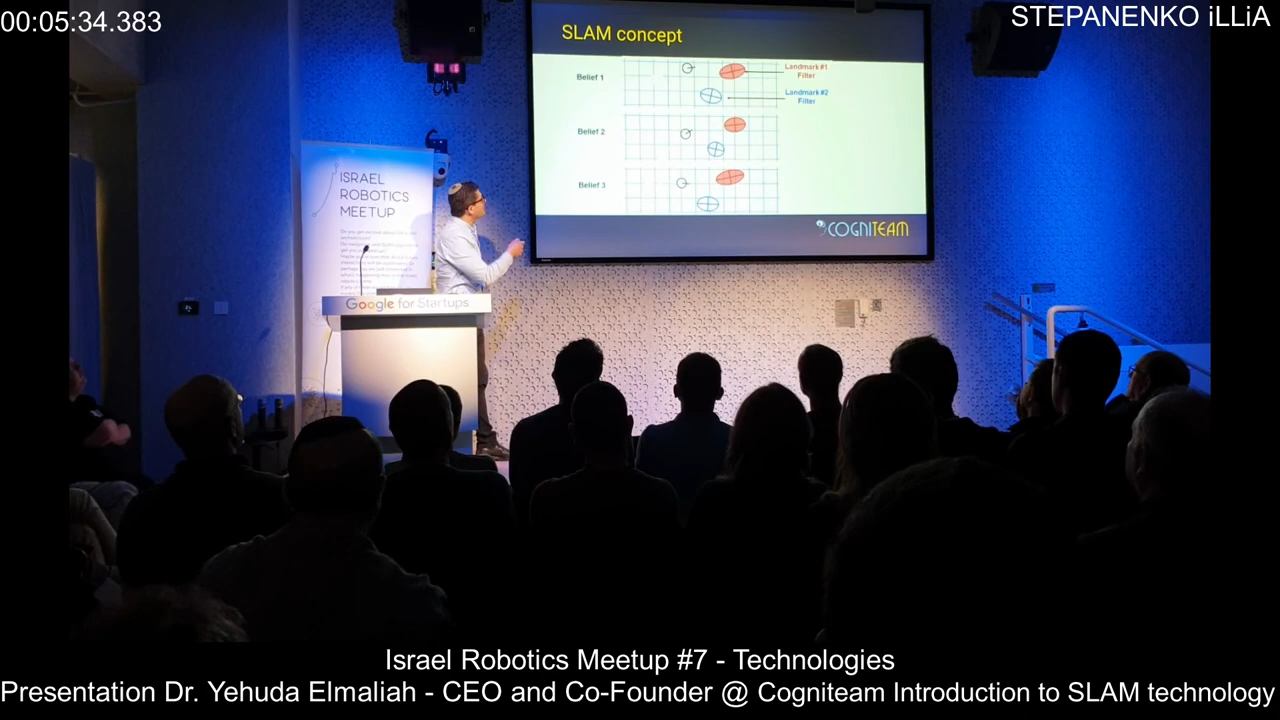 00:05:34.383
STEPANENKO iLLiA
SLAM concept
Belief 1
Landmark #1
Filter
Landmark #2
Filter
Belief 2
Belief 3
COGNITEAM
ISRAEL
ROBOTICS
MEETUP
Google for Startups
Israel Robotics Meetup #7 - Technologies
Presentation Dr. Yehuda Elmaliah - CEO and Co-Founder @ Cogniteam Introduction to SLAM technology